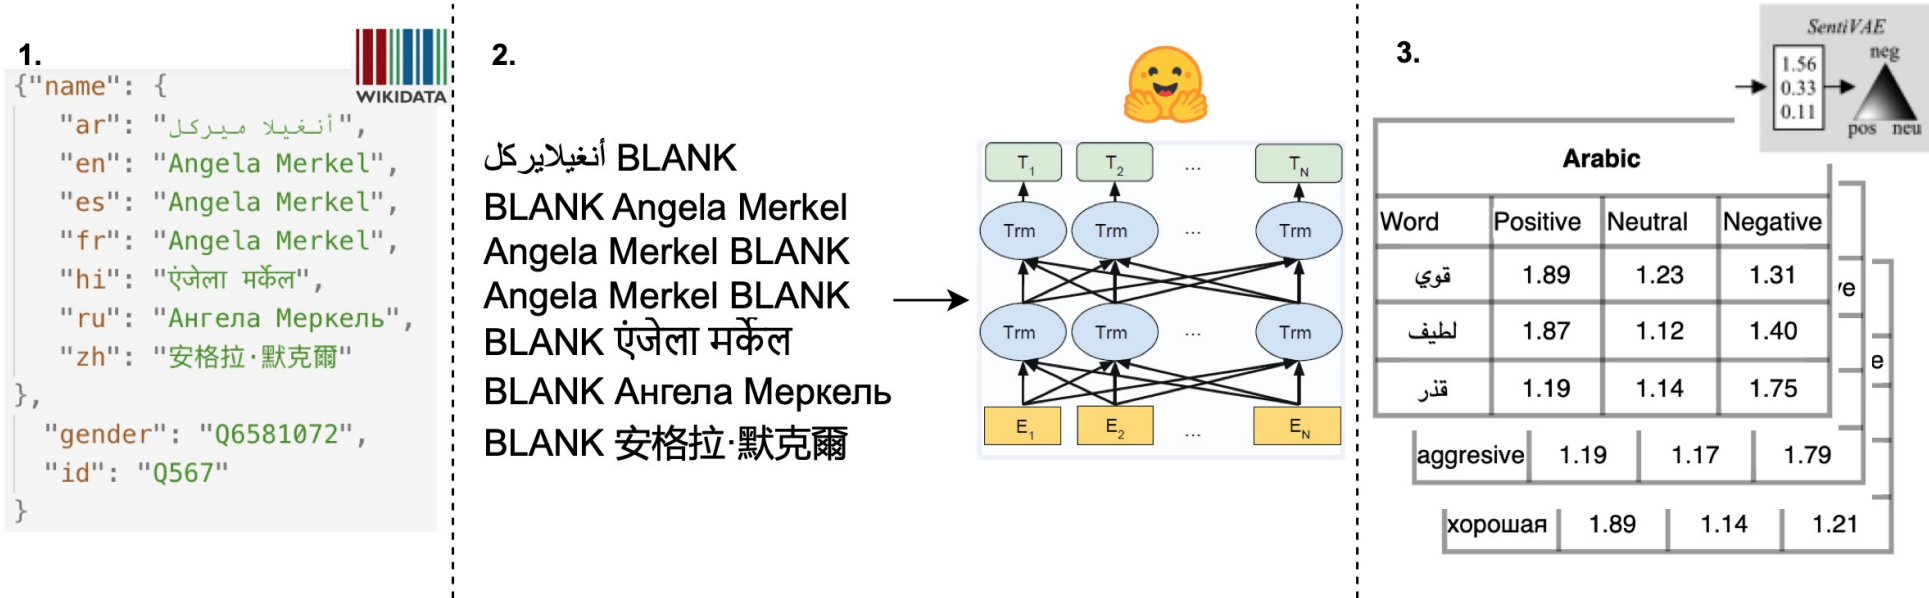 1.
WIKIDATA
{"name": {
"ar": "أنغيلا ميركل",
"en": "Angela Merkel",
"es": "Angela Merkel",
"fr": "Angela Merkel",
"hi": "एंजेला मर्केल",
"ru": "Ангела Меркель",
"zh": "安格拉·默克爾"
},
"gender": "Q6581072",
"id": "Q567"
}
2.
أنغيلايركل BLANK
BLANK Angela Merkel
Angela Merkel BLANK
Angela Merkel BLANK
BLANK एंजेला मर्केल
BLANK Ангела Меркель
BLANK 安格拉·默克爾
T1 T2 ... TN
Trm Trm ... Trm
Trm Trm ... Trm
E1 E2 ... EN
3.
SentiVAE
1.56
0.33
0.11
neg
pos neu
Arabic
Word Positive Neutral Negative
قوي 1.89 1.23 1.31
لطيف 1.87 1.12 1.40
قذر 1.19 1.14 1.75
aggresive 1.19 1.17 1.79
хорошая 1.89 1.14 1.21